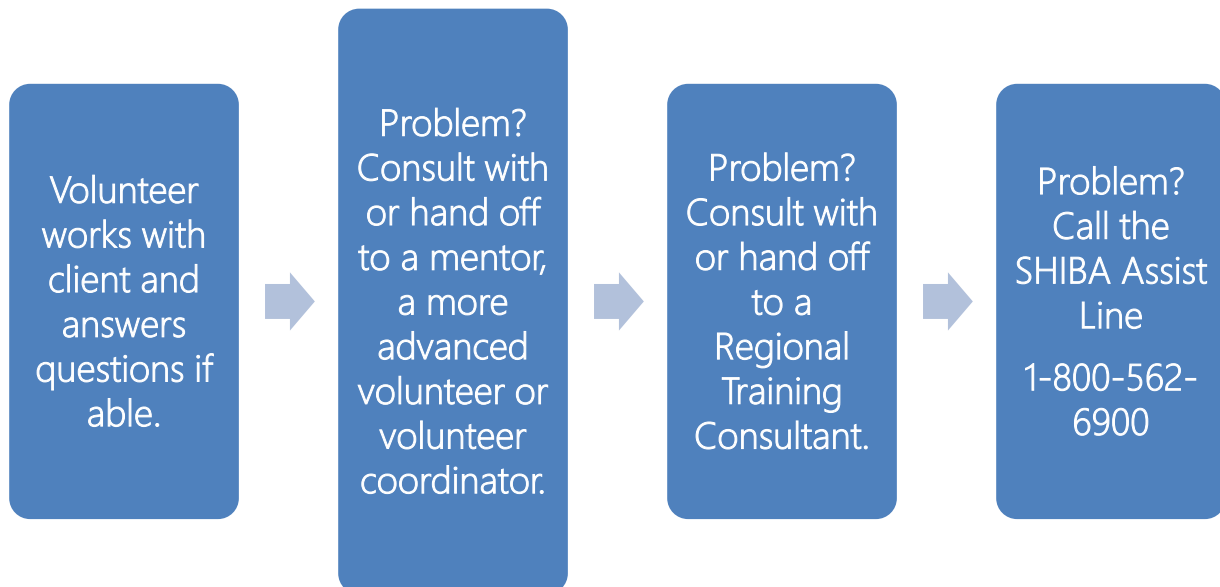 Volunteer
works with
client and
answers
questions if
able.
Problem?
Consult with
or hand off
to a mentor,
a more
advanced
volunteer or
volunteer
coordinator.
Problem?
Consult with
or hand off
to a
Regional
Training
Consultant.
Problem?
Call the
SHIBA Assist
Line
1-800-562-
6900